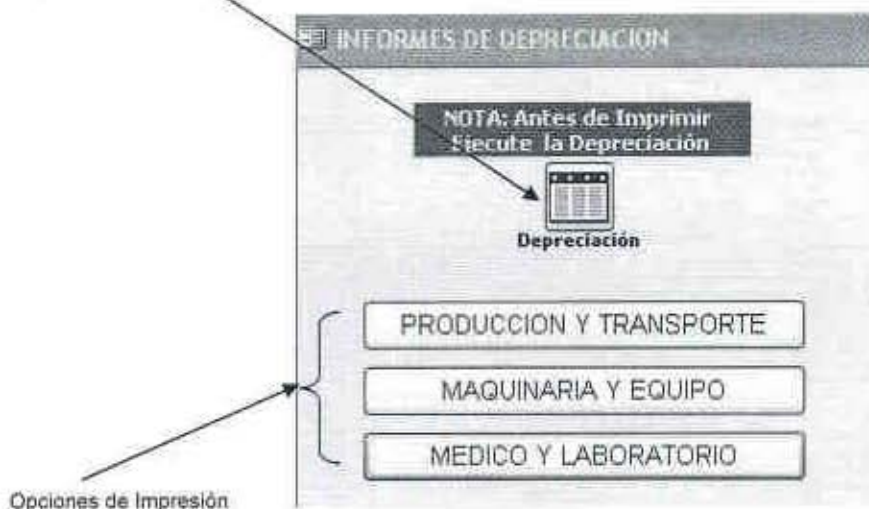 INFORMES DE DEPRECIACION
NOTA: Antes de Imprimir
Ejecute la Depreciación
Depreciación
PRODUCCION Y TRANSPORTE
MAQUINARIA Y EQUIPO
MEDICO Y LABORATORIO
Opciones de Impresión